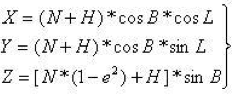 X = (N + H) * cos B * cos L
Y = (N + H) * cos B * sin L
Z = [N * (1 − e²) + H] * sin B